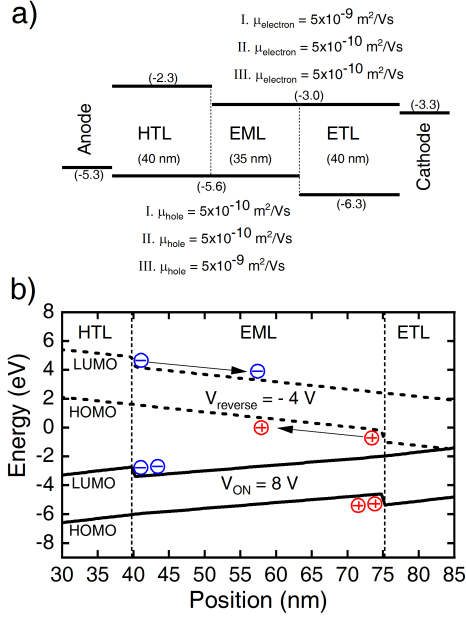 a)
I. μelectron = 5x10-9 m2/Vs
II. μelectron = 5x10-10 m2/Vs
III. μelectron = 5x10-10 m2/Vs
(-2.3)
(-3.0)
(-3.3)
Anode
HTL
EML
ETL
Cathode
(40 nm)
(35 nm)
(40 nm)
(-5.3)
(-5.6)
(-6.3)
I. μhole = 5x10-10 m2/Vs
II. μhole = 5x10-10 m2/Vs
III. μhole = 5x10-9 m2/Vs
b)
8
6
4
2
0
-2
-4
-6
-8
Energy (eV)
HTL
EML
ETL
LUMO
HOMO
Vreverse = - 4 V
LUMO
VON = 8 V
HOMO
30 35 40 45 50 55 60 65 70 75 80 85
Position (nm)